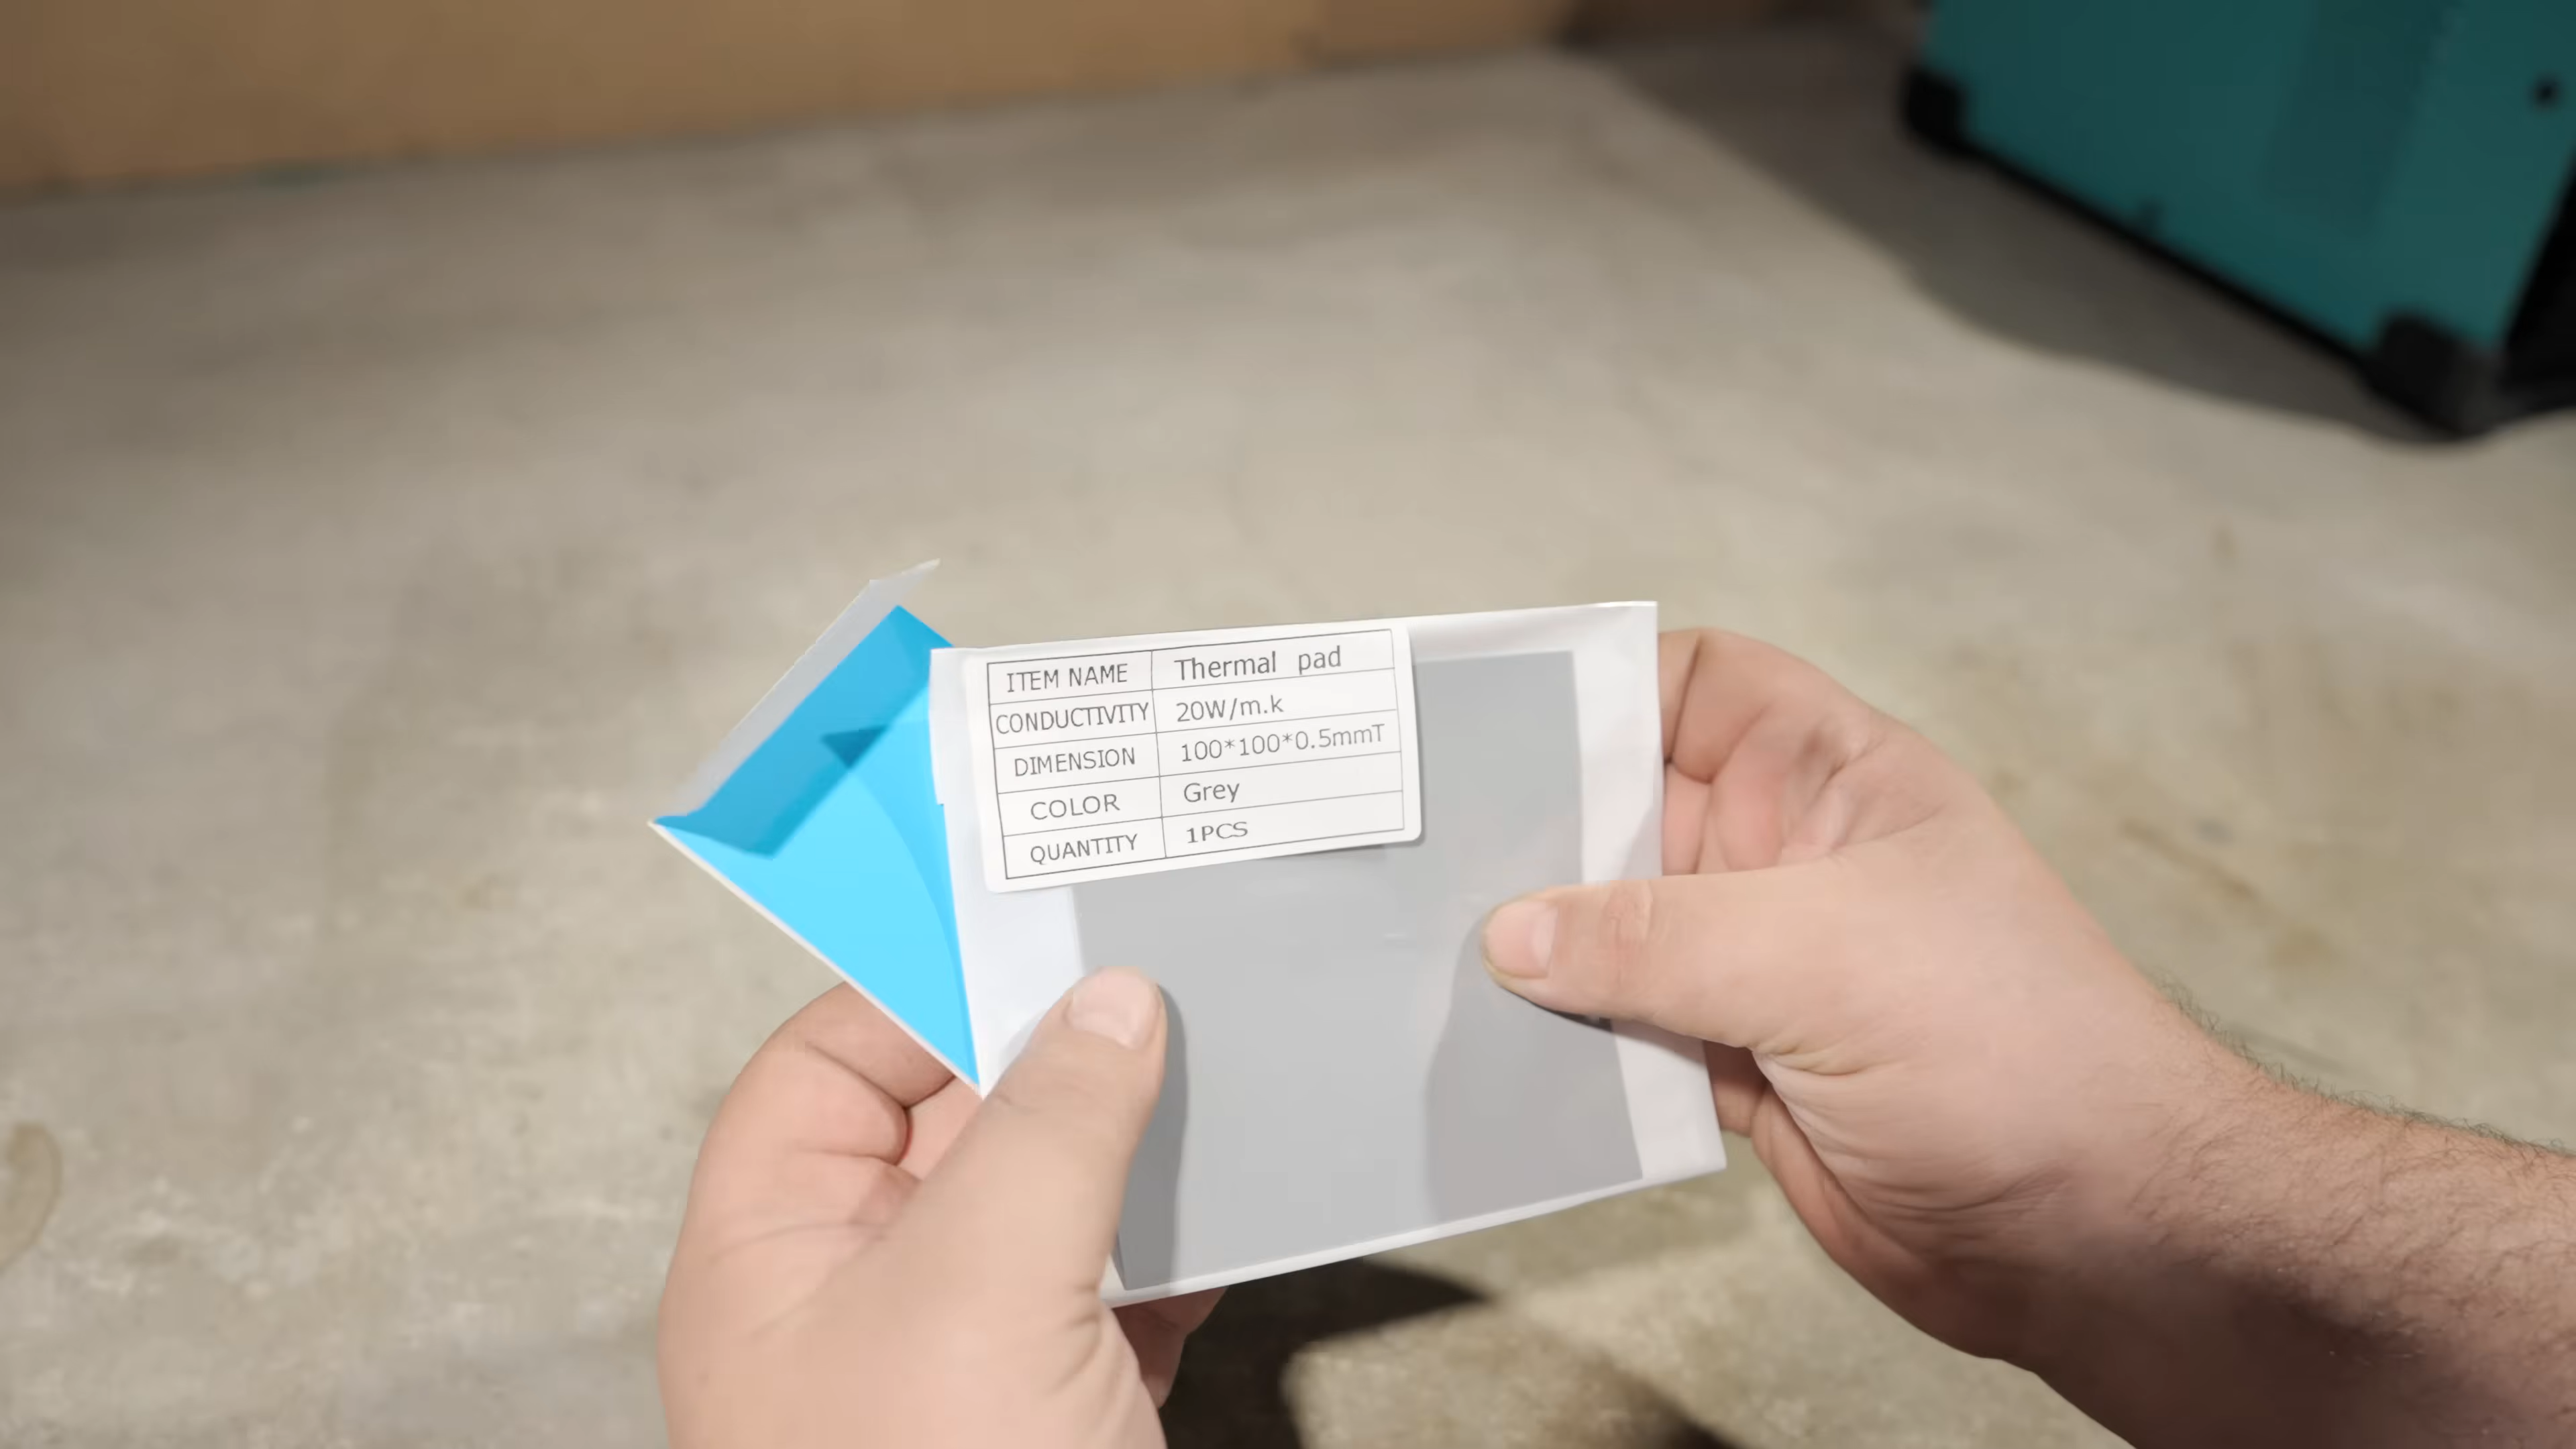 ITEM NAME Thermal pad
CONDUCTIVITY 20W/m.k
DIMENSION 100*100*0.5mmT
COLOR Grey
QUANTITY 1PCS